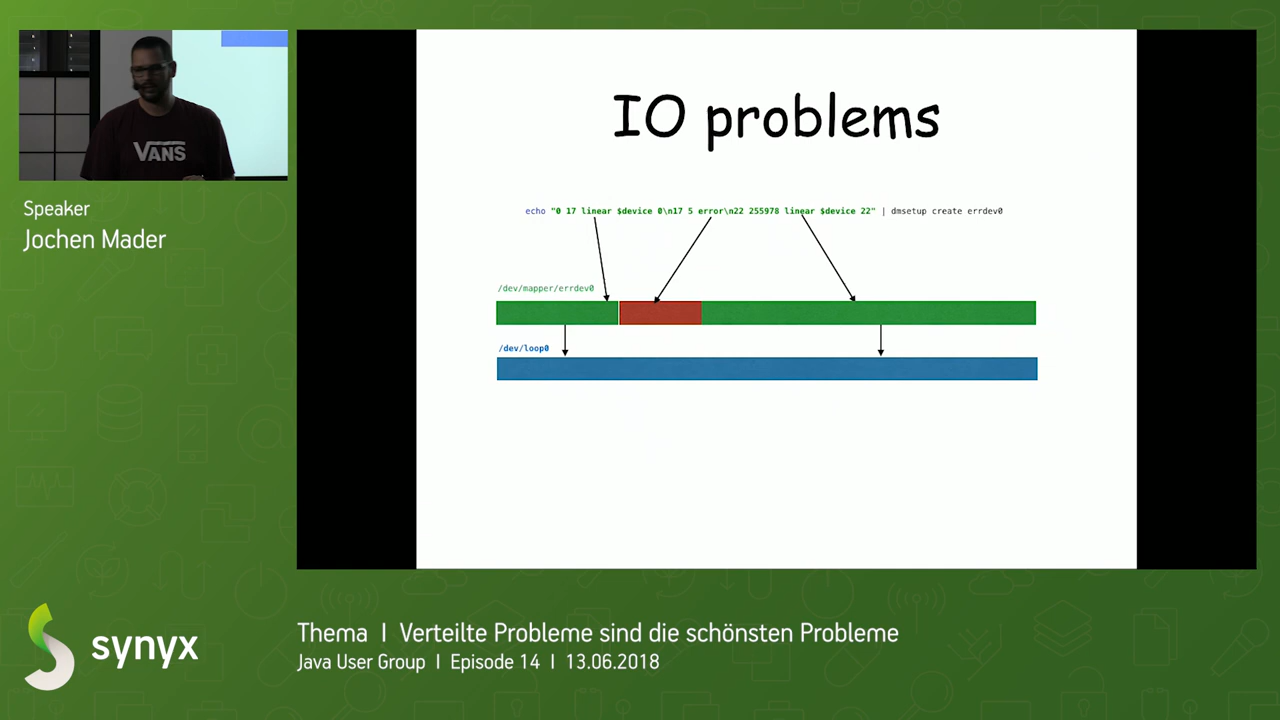 VANS
Speaker
Jochen Mader
IO problems
echo "0 17 linear $device 0\n17 5 error\n22 255978 linear $device 22" | dmsetup create errdev0
/dev/mapper/errdev0
/dev/loop0
synyx
Thema | Verteilte Probleme sind die schönsten Probleme
Java User Group | Episode 14 | 13.06.2018